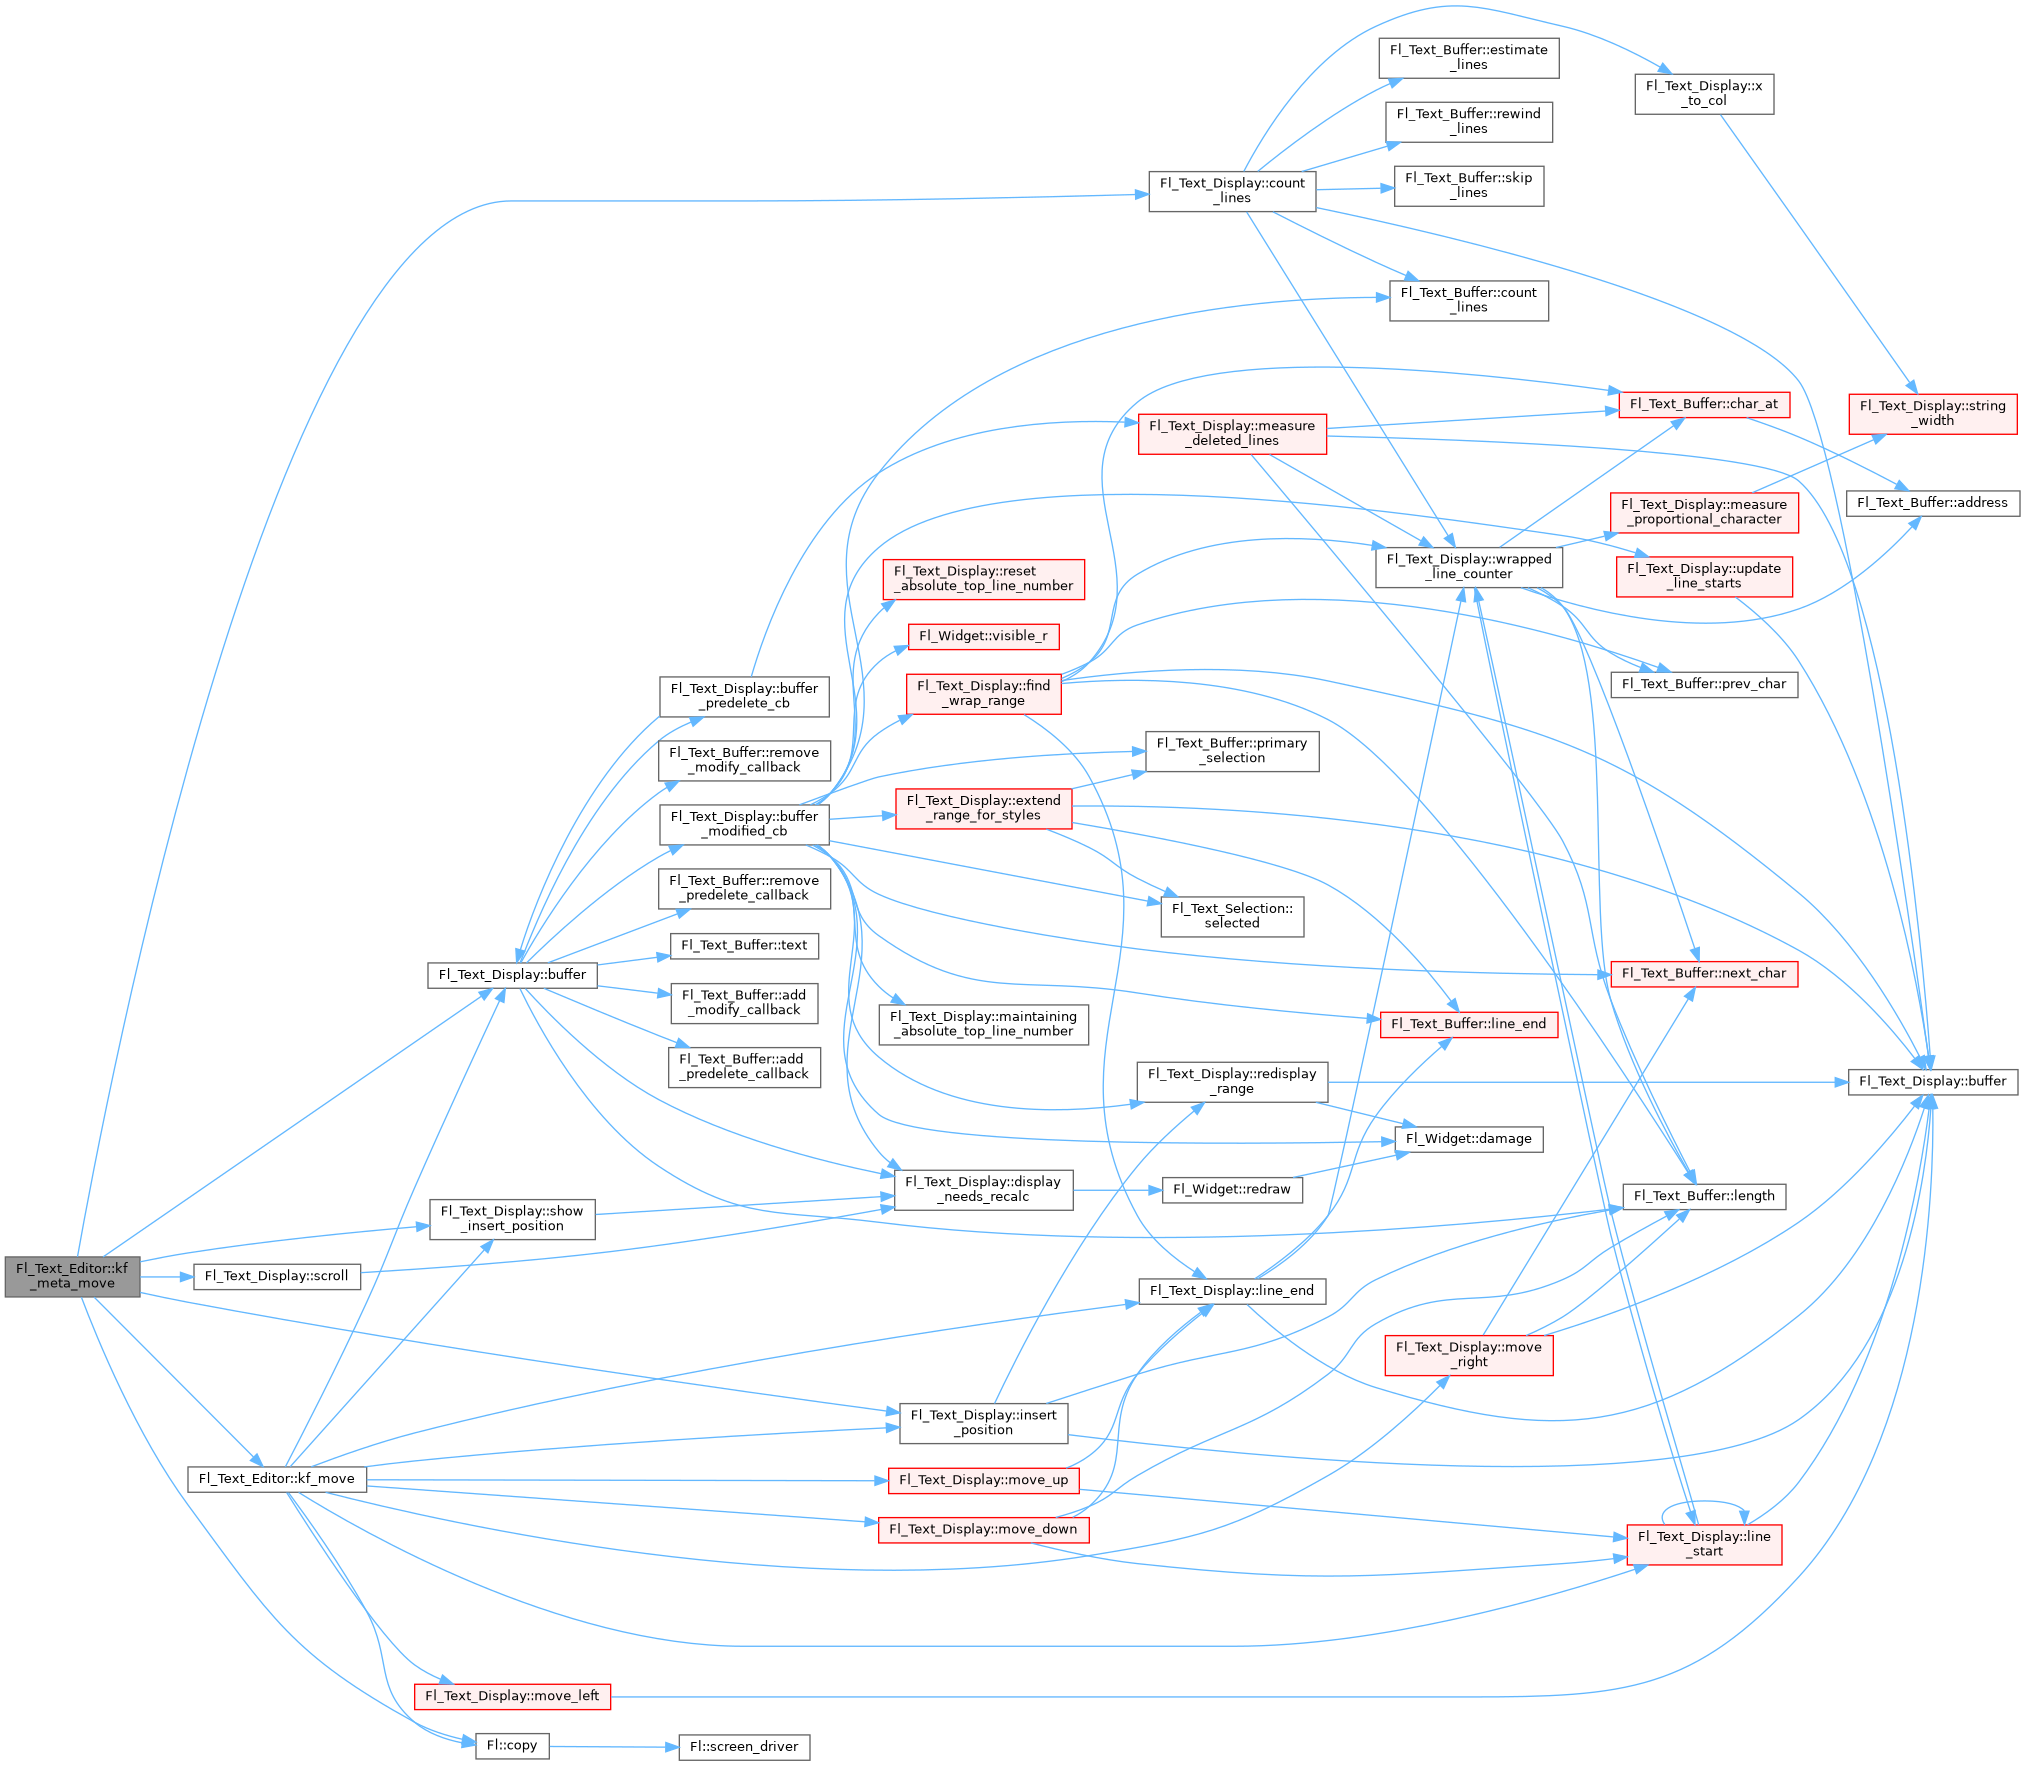 Fl_Text_Editor::kf
_meta_move
Fl_Text_Display::scroll
Fl_Text_Editor::kf_move
Fl_Text_Display::buffer
Fl_Text_Display::show
_insert_position
Fl_Text_Display::move_left
Fl::copy
Fl_Text_Display::buffer
_predelete_cb
Fl_Text_Buffer::remove
_modify_callback
Fl_Text_Display::buffer
_modified_cb
Fl_Text_Buffer::remove
_predelete_callback
Fl_Text_Buffer::text
Fl_Text_Buffer::add
_modify_callback
Fl_Text_Buffer::add
_predelete_callback
Fl::screen_driver
Fl_Text_Display::reset
_absolute_top_line_number
Fl_Widget::visible_r
Fl_Text_Display::find
_wrap_range
Fl_Text_Display::extend
_range_for_styles
Fl_Text_Display::maintaining
_absolute_top_line_number
Fl_Text_Display::display
_needs_recalc
Fl_Text_Display::insert
_position
Fl_Text_Display::move_up
Fl_Text_Display::move_down
Fl_Text_Display::count
_lines
Fl_Text_Display::measure
_deleted_lines
Fl_Text_Buffer::primary
_selection
Fl_Text_Selection::
selected
Fl_Text_Display::redisplay
_range
Fl_Widget::redraw
Fl_Text_Display::line_end
Fl_Text_Buffer::estimate
_lines
Fl_Text_Buffer::rewind
_lines
Fl_Text_Buffer::skip
_lines
Fl_Text_Buffer::count
_lines
Fl_Text_Display::wrapped
_line_counter
Fl_Text_Buffer::line_end
Fl_Widget::damage
Fl_Text_Display::move
_right
Fl_Text_Display::x
_to_col
Fl_Text_Buffer::char_at
Fl_Text_Display::measure
_proportional_character
Fl_Text_Display::update
_line_starts
Fl_Text_Buffer::prev_char
Fl_Text_Buffer::next_char
Fl_Text_Buffer::length
Fl_Text_Display::line
_start
Fl_Text_Display::string
_width
Fl_Text_Buffer::address
Fl_Text_Display::buffer